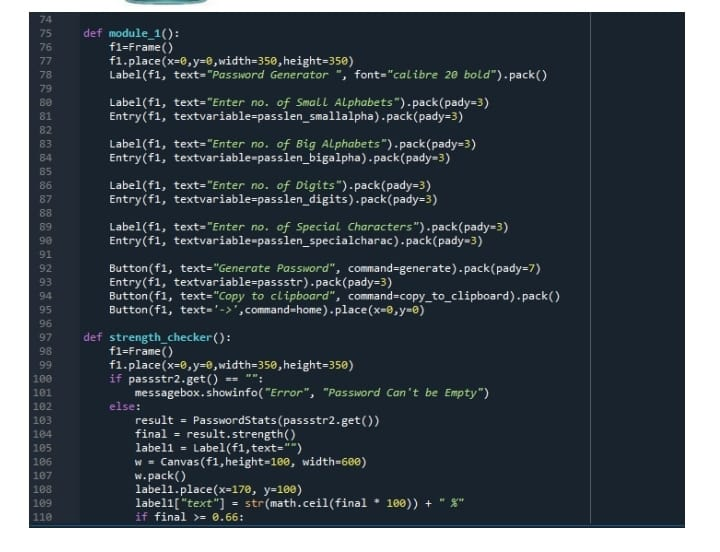 74
75 def module_1():
76 f1=Frame()
77 f1.place(x=0,y=0,width=350,height=350)
78 Label(f1, text="Password Generator ", font="calibre 20 bold").pack()
79
80 Label(f1, text="Enter no. of Small Alphabets").pack(pady=3)
81 Entry(f1, textvariable=passlen_smallalpha).pack(pady=3)
82
83 Label(f1, text="Enter no. of Big Alphabets").pack(pady=3)
84 Entry(f1, textvariable=passlen_bigalpha).pack(pady=3)
85
86 Label(f1, text="Enter no. of Digits").pack(pady=3)
87 Entry(f1, textvariable=passlen_digits).pack(pady=3)
88
89 Label(f1, text="Enter no. of Special Characters").pack(pady=3)
90 Entry(f1, textvariable=passlen_specialcharac).pack(pady=3)
91
92 Button(f1, text="Generate Password", command=generate).pack(pady=7)
93 Entry(f1, textvariable=passstr).pack(pady=3)
94 Button(f1, text="Copy to clipboard", command=copy_to_clipboard).pack()
95 Button(f1, text='->',command=home).place(x=0,y=0)
96
97 def strength_checker():
98 f1=Frame()
99 f1.place(x=0,y=0,width=350,height=350)
100 if passstr2.get() == "":
101 messagebox.showinfo("Error", "Password Can't be Empty")
102 else:
103 result = PasswordStats(passstr2.get())
104 final = result.strength()
105 label1 = Label(f1,text="")
106 w = Canvas(f1,height=100, width=600)
107 w.pack()
108 label1.place(x=170, y=100)
109 label1["text"] = str(math.ceil(final * 100)) + " %"
110 if final >= 0.66: